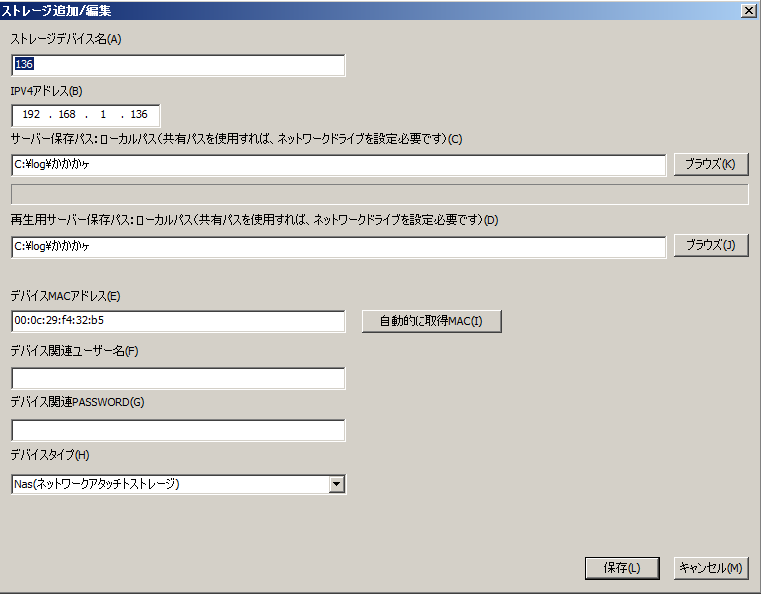 ストレージ追加/編集
ストレージデバイス名(A)
136
IPV4アドレス(B)
192 . 168 . 1 . 136
サーバー保存パス:ローカルパス(共有パスを使用すれば、ネットワークドライブを設定必要です)(C)
C:¥log¥かかかヶ
ブラウズ(K)
再生用サーバー保存パス:ローカルパス(共有パスを使用すれば、ネットワークドライブを設定必要です)(D)
C:¥log¥かかかヶ
ブラウズ(J)
デバイスMACアドレス(E)
00:0c:29:f4:32:b5
自動的に取得MAC(I)
デバイス関連ユーザー名(F)
デバイス関連PASSWORD(G)
デバイスタイプ(H)
Nas(ネットワークアタッチトストレージ)
保存(L)
キャンセル(M)